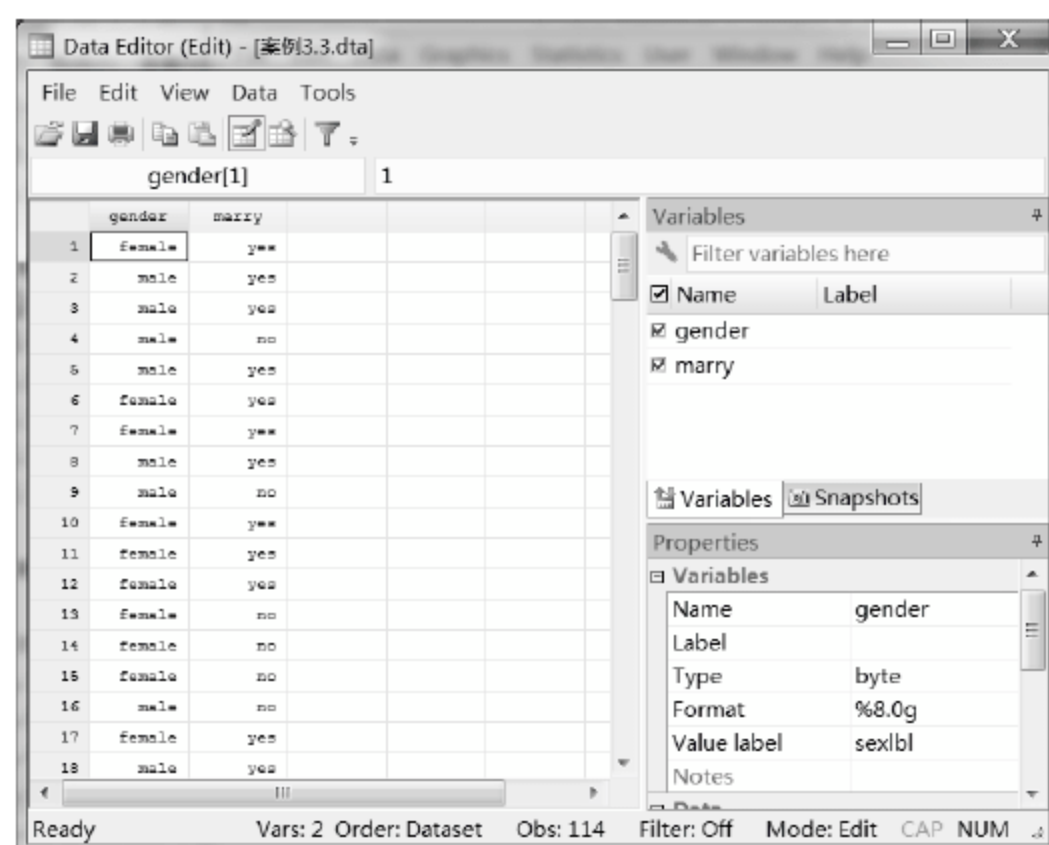 Data Editor (Edit) - [案例3.3.dta]
File Edit View Data Tools
gender[1] 1
gender marry
1 female yes
2 male yes
3 male yes
4 male no
5 male yes
6 female yes
7 female yes
8 male yes
9 male no
10 female yes
11 female yes
12 female yes
13 female no
14 female no
15 female no
16 male no
17 female yes
18 male yes
Variables
Filter variables here
Name Label
gender
marry
Variables Snapshots
Properties
Variables
Name gender
Label
Type byte
Format %8.0g
Value label sexlbl
Notes
Data
Ready Vars: 2 Order: Dataset Obs: 114 Filter: Off Mode: Edit CAP NUM